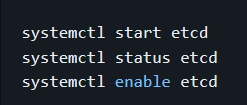 systemctl start etcd
systemctl status etcd
systemctl enable etcd